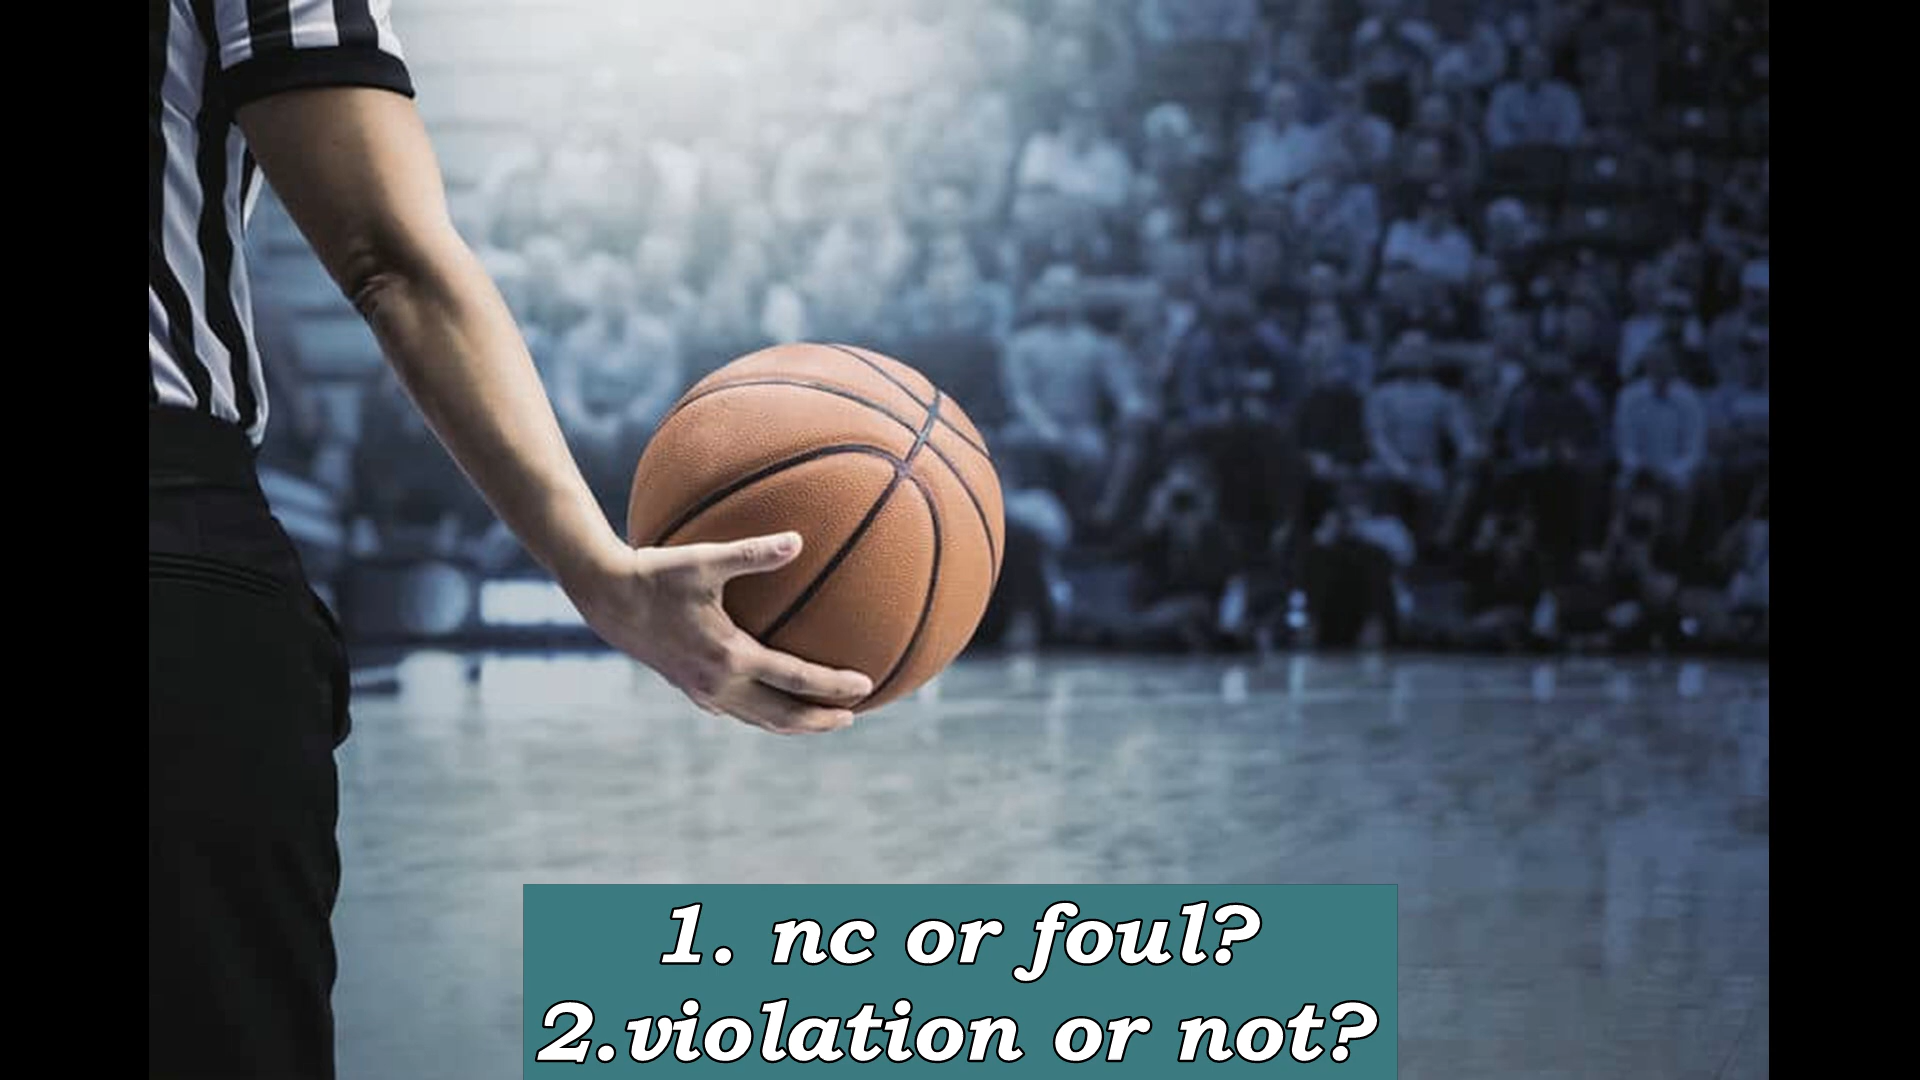 1. nc or foul?
2.violation or not?